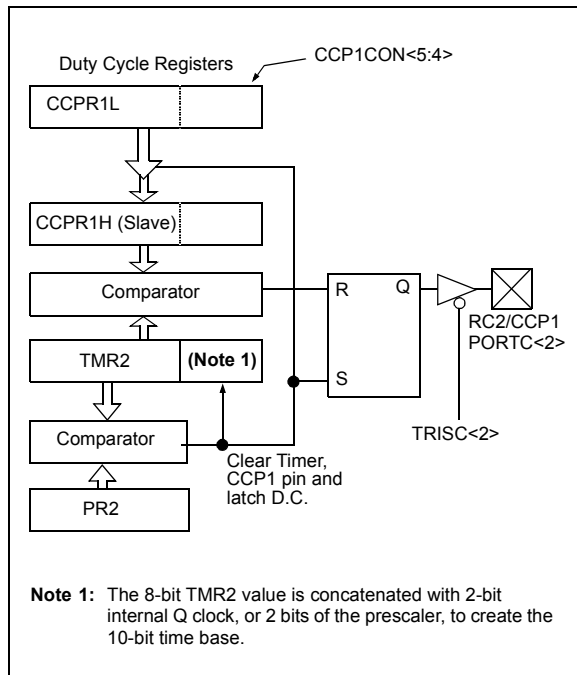 Duty Cycle Registers
CCP1CON<5:4>
CCPR1L
CCPR1H (Slave)
Comparator
R
Q
RC2/CCP1
PORTC<2>
TMR2
(Note 1)
S
TRISC<2>
Comparator
Clear Timer,
CCP1 pin and
latch D.C.
PR2
Note 1: The 8-bit TMR2 value is concatenated with 2-bit
internal Q clock, or 2 bits of the prescaler, to create the
10-bit time base.